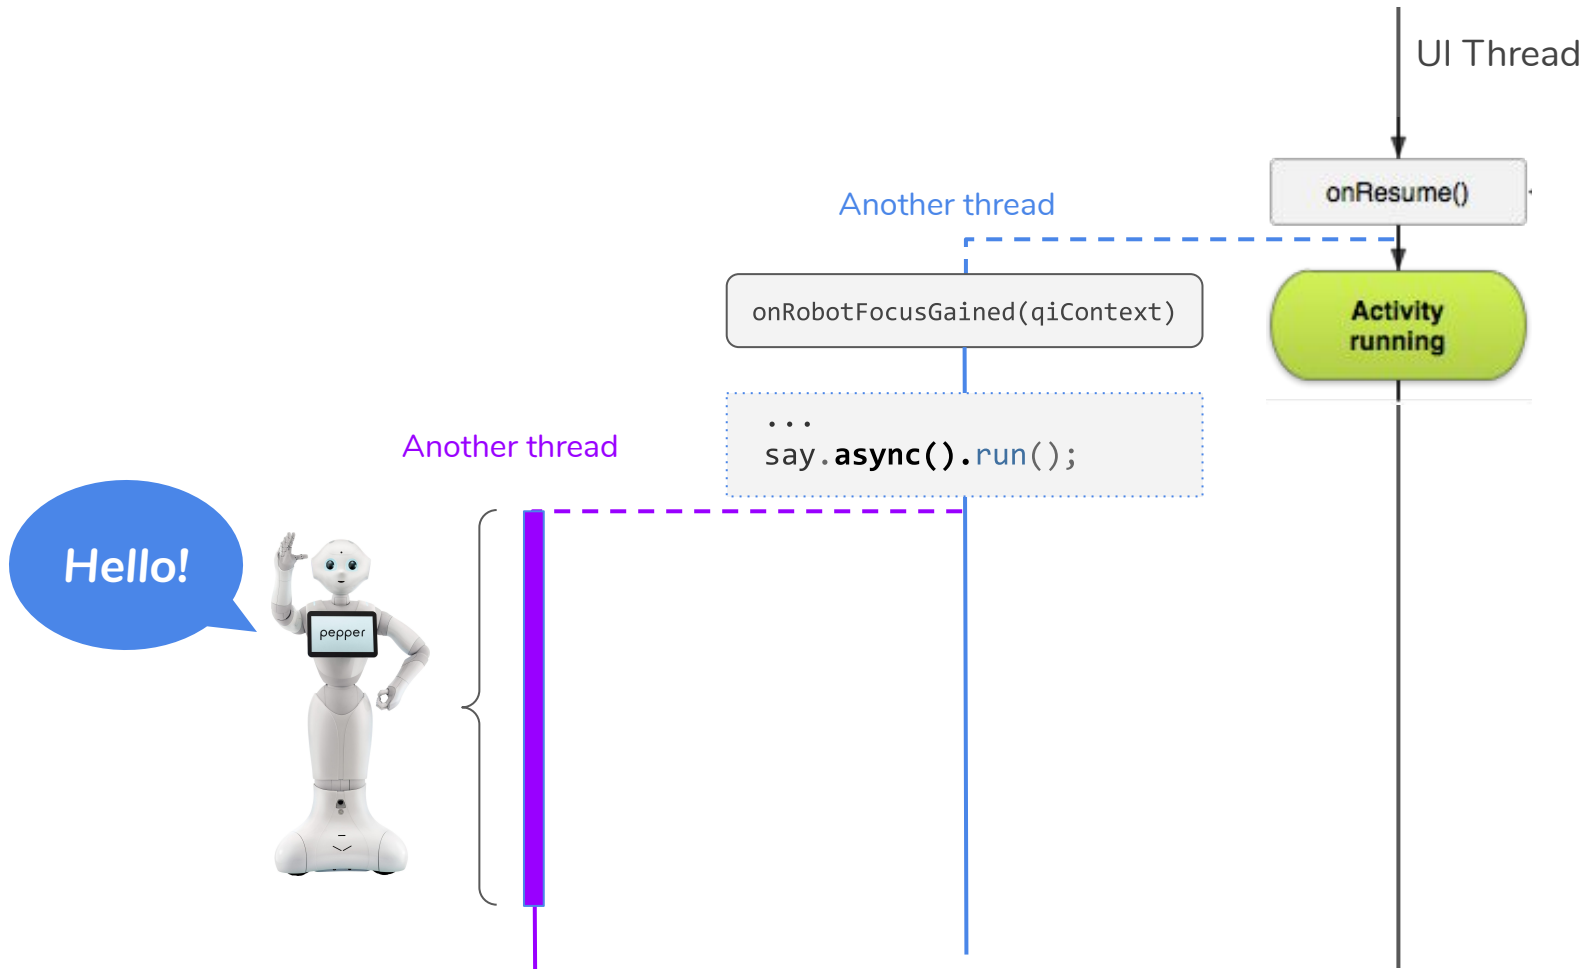 UI Thread
onResume()
Another thread
onRobotFocusGained(qiContext)
Activity
running
...
say.async().run();
Another thread
Hello!
pepper